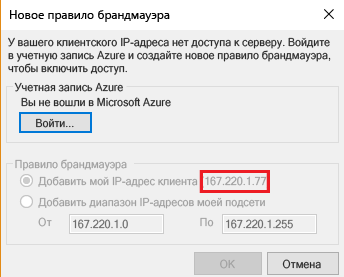 Новое правило брандмауэра
У вашего клиентского IP-адреса нет доступа к серверу. Войдите
в учетную запись Azure и создайте новое правило брандмауэра,
чтобы включить доступ.
Учетная запись Azure
Вы не вошли в Microsoft Azure
Войти...
Правило брандмауэра
Добавить мой IP-адрес клиента 167.220.1.77
Добавить диапазон IP-адресов моей подсети
От 167.220.1.0 По 167.220.1.255
OK Отмена